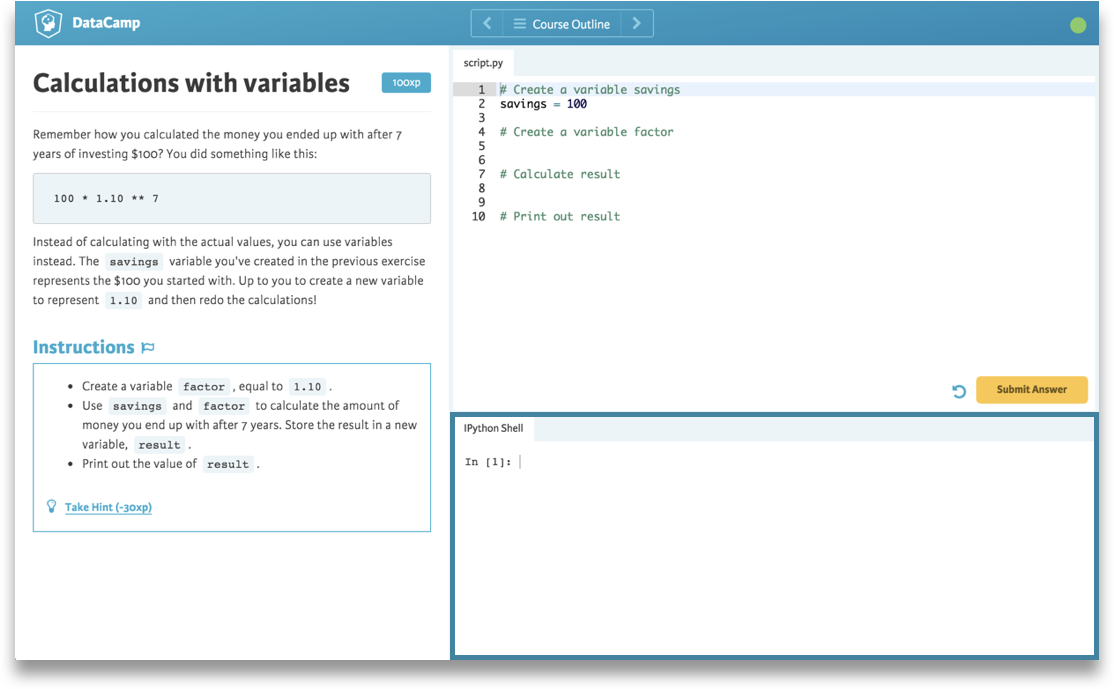 DataCamp
Course Outline
Calculations with variables
100xp
Remember how you calculated the money you ended up with after 7
years of investing $100? You did something like this:
100 * 1.10 ** 7
Instead of calculating with the actual values, you can use variables
instead. The savings variable you've created in the previous exercise
represents the $100 you started with. Up to you to create a new variable
to represent 1.10 and then redo the calculations!
Instructions
• Create a variable factor , equal to 1.10 .
• Use savings and factor to calculate the amount of
money you end up with after 7 years. Store the result in a new
variable, result .
• Print out the value of result .
Take Hint (-30xp)
script.py
1 # Create a variable savings
2 savings = 100
3
4 # Create a variable factor
5
6
7 # Calculate result
8
9
10 # Print out result
Submit Answer
IPython Shell
In [1]: